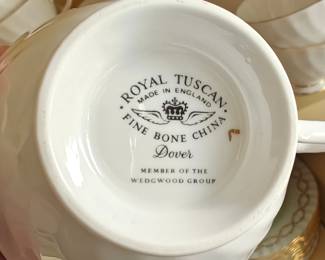 · ROYAL TUSCAN ·
MADE IN ENGLAND
FINE BONE CHINA
Dover
MEMBER OF THE
WEDGWOOD GROUP